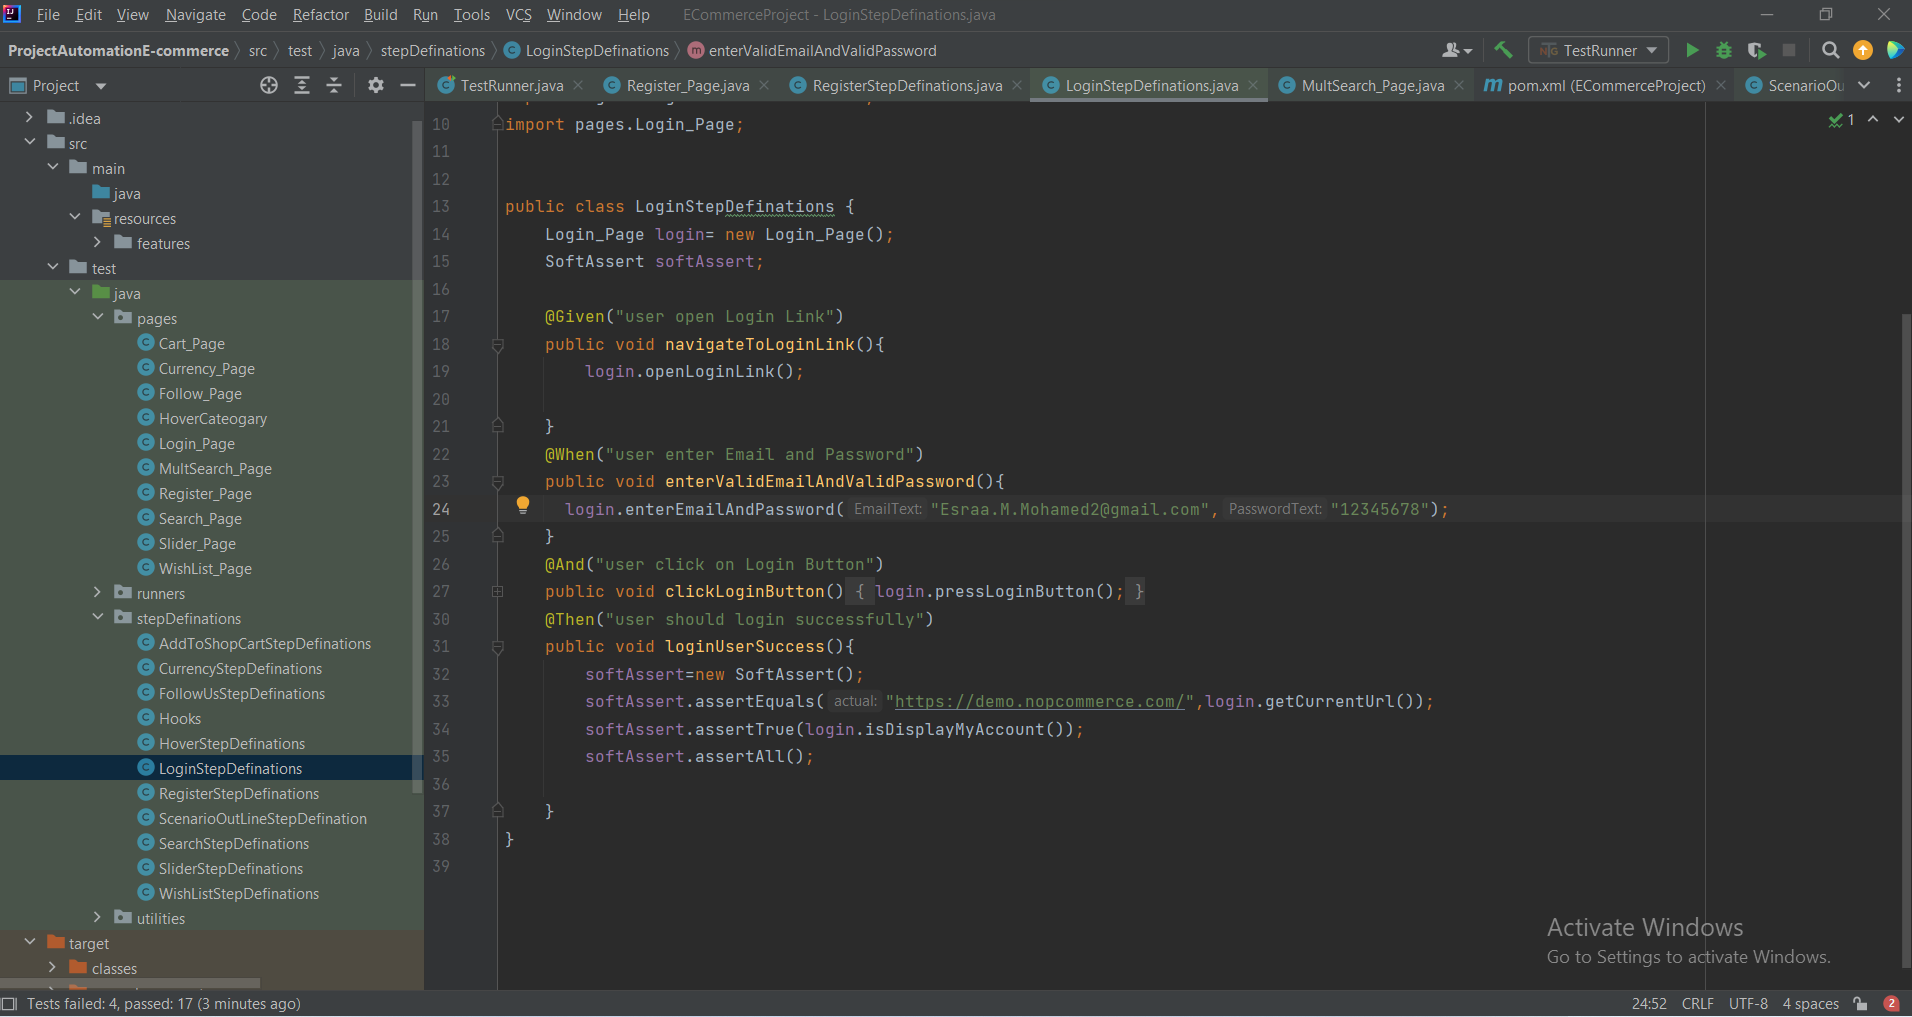 File Edit View Navigate Code Refactor Build Run Tools VCS Window Help ECommerceProject - LoginStepDefinations.java
ProjectAutomationE-commerce src test java stepDefinations LoginStepDefinations enterValidEmailAndValidPassword TestRunner
Project TestRunner.java Register_Page.java RegisterStepDefinations.java LoginStepDefinations.java MultSearch_Page.java pom.xml (ECommerceProject) ScenarioOu
.idea
src
main
java
resources
features
test
java
pages
Cart_Page
Currency_Page
Follow_Page
HoverCateogary
Login_Page
MultSearch_Page
Register_Page
Search_Page
Slider_Page
WishList_Page
runners
stepDefinations
AddToShopCartStepDefinations
CurrencyStepDefinations
FollowUsStepDefinations
Hooks
HoverStepDefinations
LoginStepDefinations
RegisterStepDefinations
ScenarioOutLineStepDefination
SearchStepDefinations
SliderStepDefinations
WishListStepDefinations
utilities
target
classes
1
10 import pages.Login_Page;
11
12
13 public class LoginStepDefinations {
14 Login_Page login= new Login_Page();
15 SoftAssert softAssert;
16
17 @Given("user open Login Link")
18 public void navigateToLoginLink(){
19 login.openLoginLink();
20
21 }
22 @When("user enter Email and Password")
23 public void enterValidEmailAndValidPassword(){
24 login.enterEmailAndPassword( EmailText: "Esraa.M.Mohamed2@gmail.com", PasswordText: "12345678");
25 }
26 @And("user click on Login Button")
27 public void clickLoginButton() { login.pressLoginButton(); }
30 @Then("user should login successfully")
31 public void loginUserSuccess(){
32 softAssert=new SoftAssert();
33 softAssert.assertEquals( actual: "https://demo.nopcommerce.com/",login.getCurrentUrl());
34 softAssert.assertTrue(login.isDisplayMyAccount());
35 softAssert.assertAll();
36
37 }
38 }
39
Activate Windows
Go to Settings to activate Windows.
Tests failed: 4, passed: 17 (3 minutes ago) 24:52 CRLF UTF-8 4 spaces 2